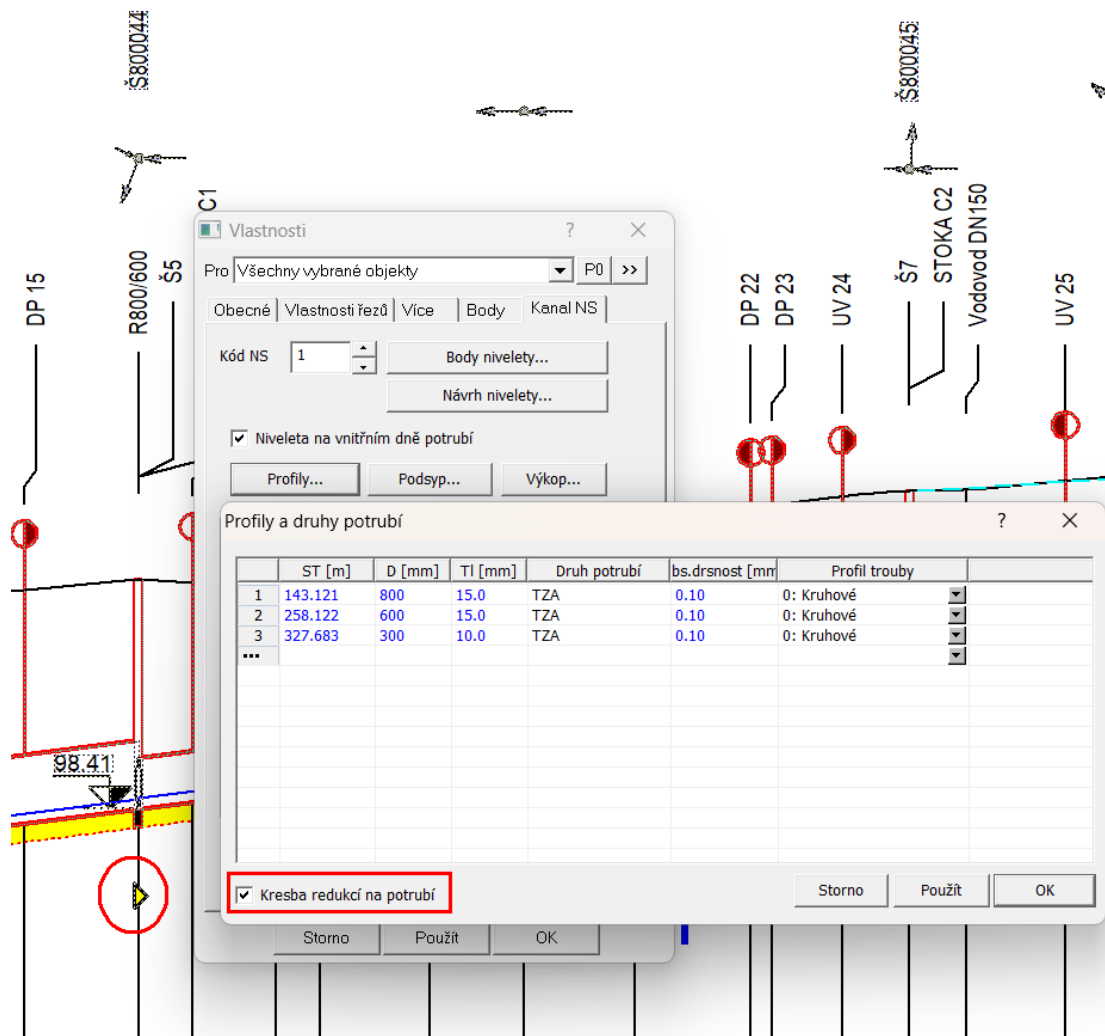 Š800044
Š800045
DP 15
R800/600
Š5
C1
DP 22
DP 23
UV 24
Š7
STOKA C2
Vodovod DN150
UV 25
98.41
Vlastnosti
?
Pro Všechny vybrané objekty P0 >>
Obecné Vlastnosti řezů Více Body Kanal NS
Kód NS 1 Body nivelety...
Návrh nivelety...
Niveleta na vnitřním dně potrubí
Profily... Podsyp... Výkop...
Profily a druhy potrubí ?
ST [m] D [mm] Tl [mm] Druh potrubí bs.drsnost [mm Profil trouby
1 143.121 800 15.0 TZA 0.10 0: Kruhové
2 258.122 600 15.0 TZA 0.10 0: Kruhové
3 327.683 300 10.0 TZA 0.10 0: Kruhové
...
Kresba redukcí na potrubí Storno Použít OK
Storno Použít OK